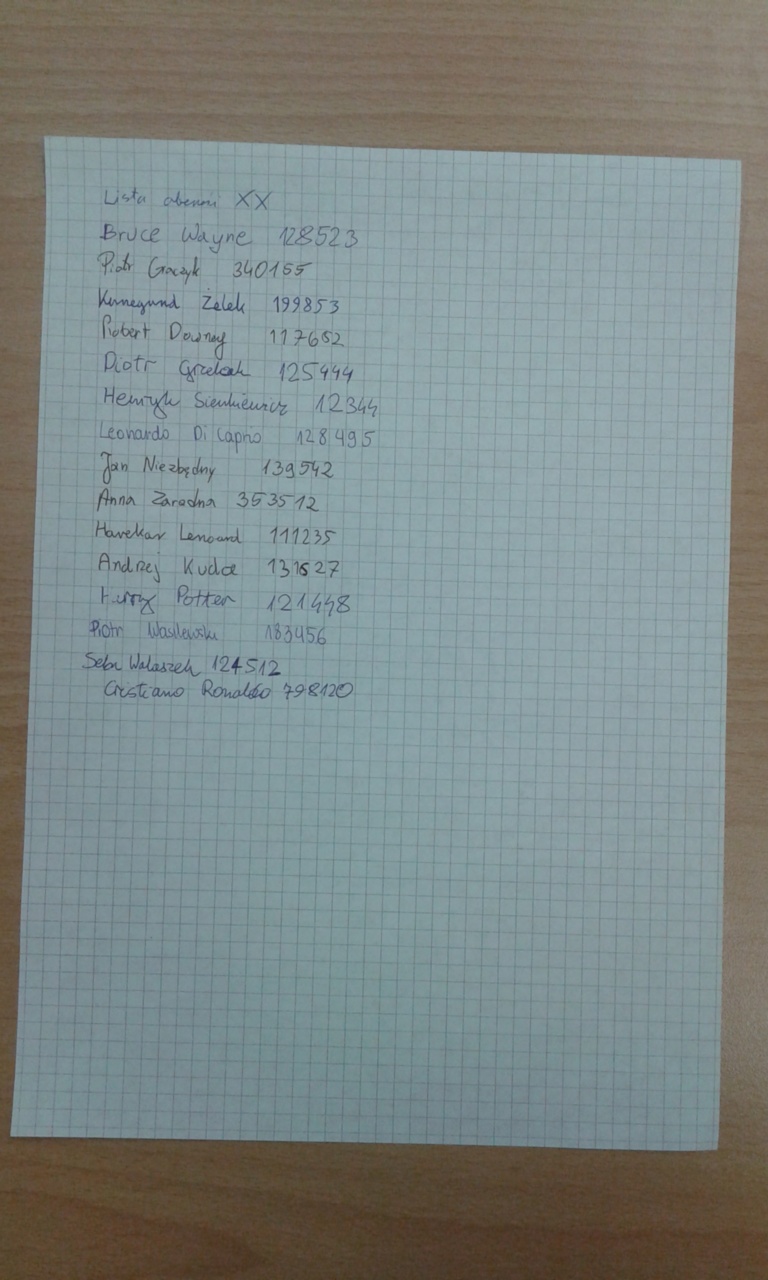 Lista obecności XX
Bruce Wayne 128523
Piotr Graczyk 340155
Kunegund Żelek 199853
Robert Downey 117652
Piotr Grzelak 125444
Henryk Sienkiewicz 12344
Leonardo Di Caprio 128495
Jan Niezbędny 139542
Anna Zaradna 353512
Havekar Lenoard 111235
Andrzej Kudca 131527
Harry Potter 121448
Piotr Wasilewski 183456
Seba Walaszek 124512
Cristiano Ronaldo 798120